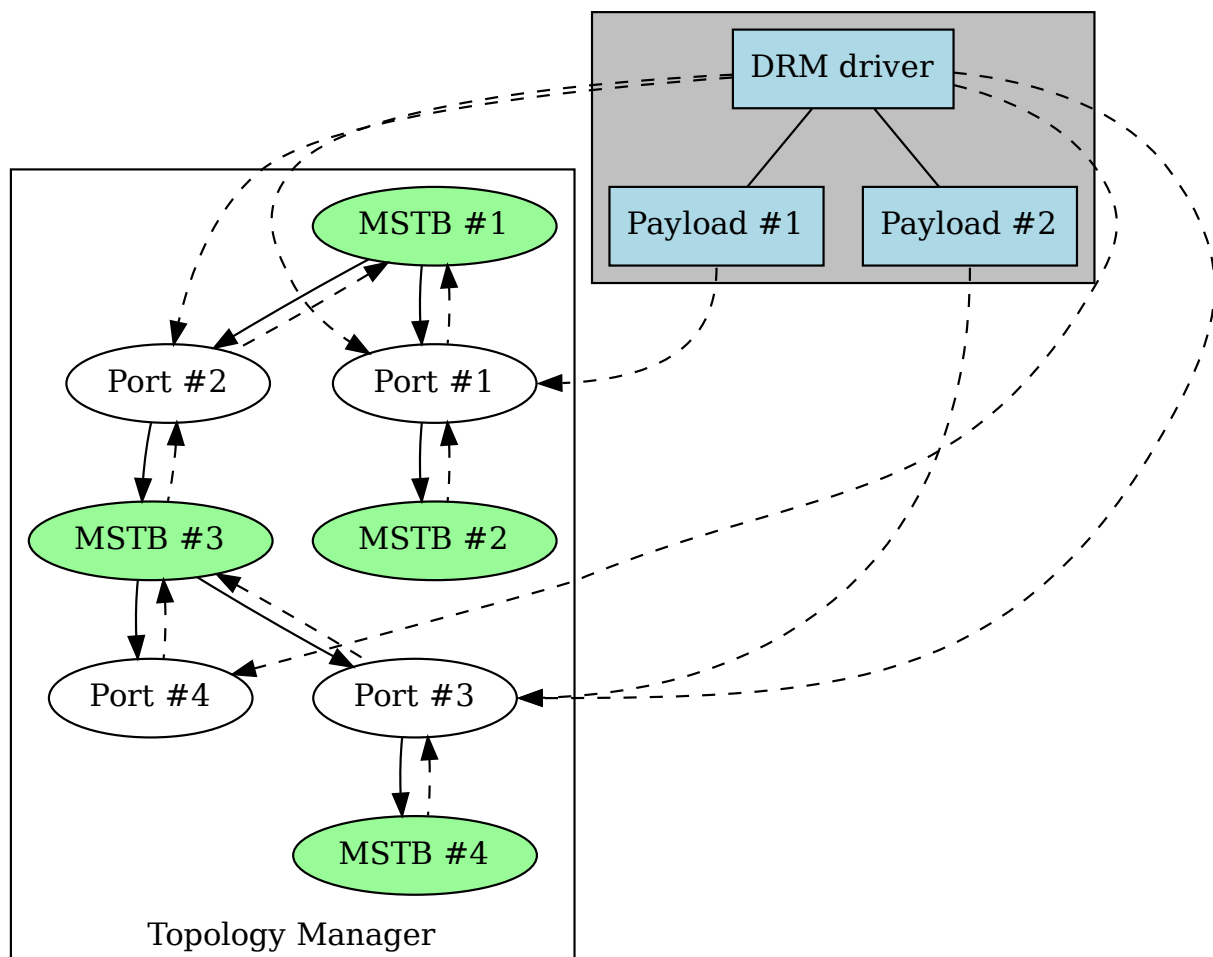 DRM driver
Payload #1
Payload #2
MSTB #1
Port #2
Port #1
MSTB #3
MSTB #2
Port #4
Port #3
MSTB #4
Topology Manager